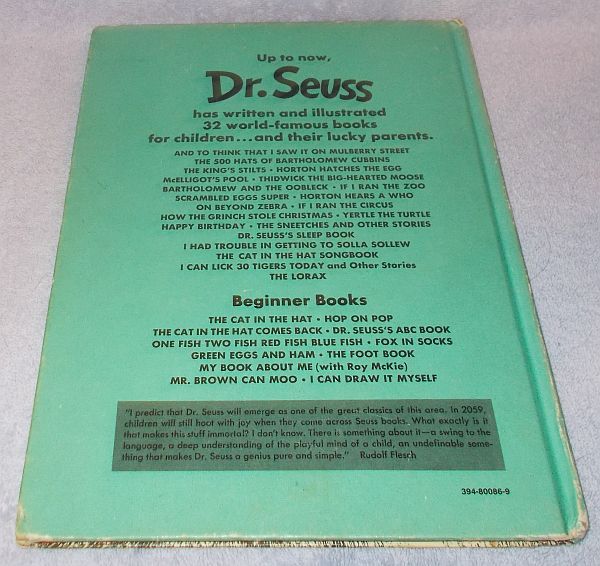 Up to now,
Dr. Seuss
has written and illustrated
32 world-famous books
for children...and their lucky parents.
AND TO THINK THAT I SAW IT ON MULBERRY STREET
THE 500 HATS OF BARTHOLOMEW CUBBINS
THE KING'S STILTS • HORTON HATCHES THE EGG
McELLIGOT'S POOL • THIDWICK THE BIG-HEARTED MOOSE
BARTHOLOMEW AND THE OOBLECK • IF I RAN THE ZOO
SCRAMBLED EGGS SUPER • HORTON HEARS A WHO
ON BEYOND ZEBRA • IF I RAN THE CIRCUS
HOW THE GRINCH STOLE CHRISTMAS • YERTLE THE TURTLE
HAPPY BIRTHDAY • THE SNEETCHES AND OTHER STORIES
DR. SEUSS'S SLEEP BOOK
I HAD TROUBLE IN GETTING TO SOLLA SOLLEW
THE CAT IN THE HAT SONGBOOK
I CAN LICK 30 TIGERS TODAY and Other Stories
THE LORAX
Beginner Books
THE CAT IN THE HAT • HOP ON POP
THE CAT IN THE HAT COMES BACK • DR. SEUSS'S ABC BOOK
ONE FISH TWO FISH RED FISH BLUE FISH • FOX IN SOCKS
GREEN EGGS AND HAM • THE FOOT BOOK
MY BOOK ABOUT ME (with Roy McKie)
MR. BROWN CAN MOO • I CAN DRAW IT MYSELF
"I predict that Dr. Seuss will emerge as one of the great classics of this area. In 2059,
children will still hoot with joy when they come across Seuss books. What exactly is it
that makes this stuff immortal? I don't know. There is something about it—a swing to the
language, a deep understanding of the playful mind of a child, an undefinable some-
thing that makes Dr. Seuss a genius pure and simple." Rudolf Flesch
394-80086-9